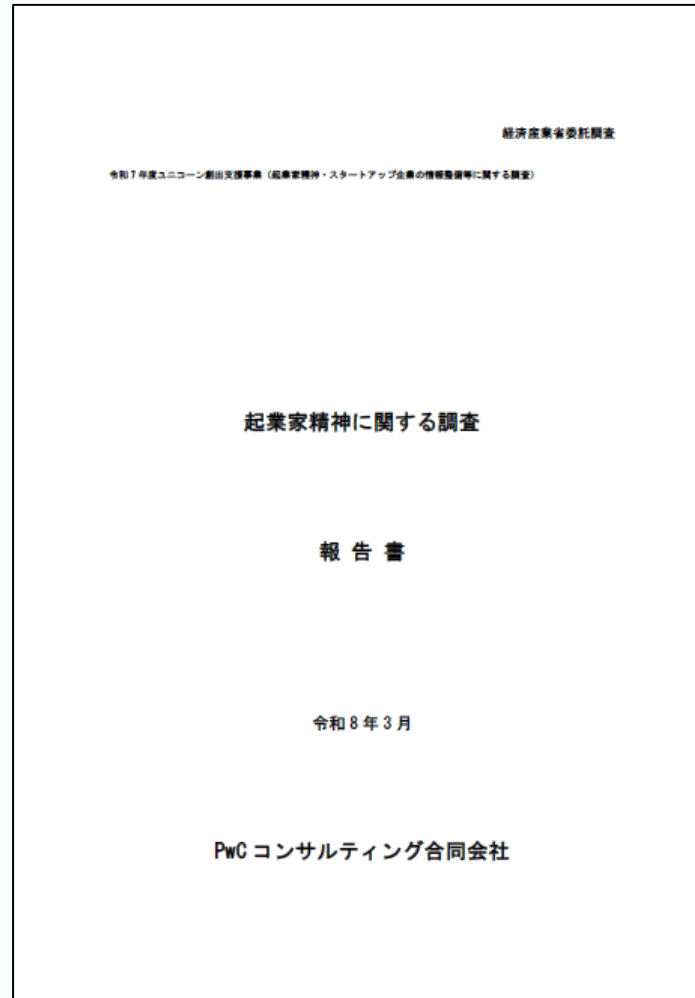 経済産業省委託調査
令和7年度ユニコーン創出支援事業（起業家精神・スタートアップ企業の情報整備等に関する調査）
起業家精神に関する調査
報 告 書
令和8年3月
PwCコンサルティング合同会社